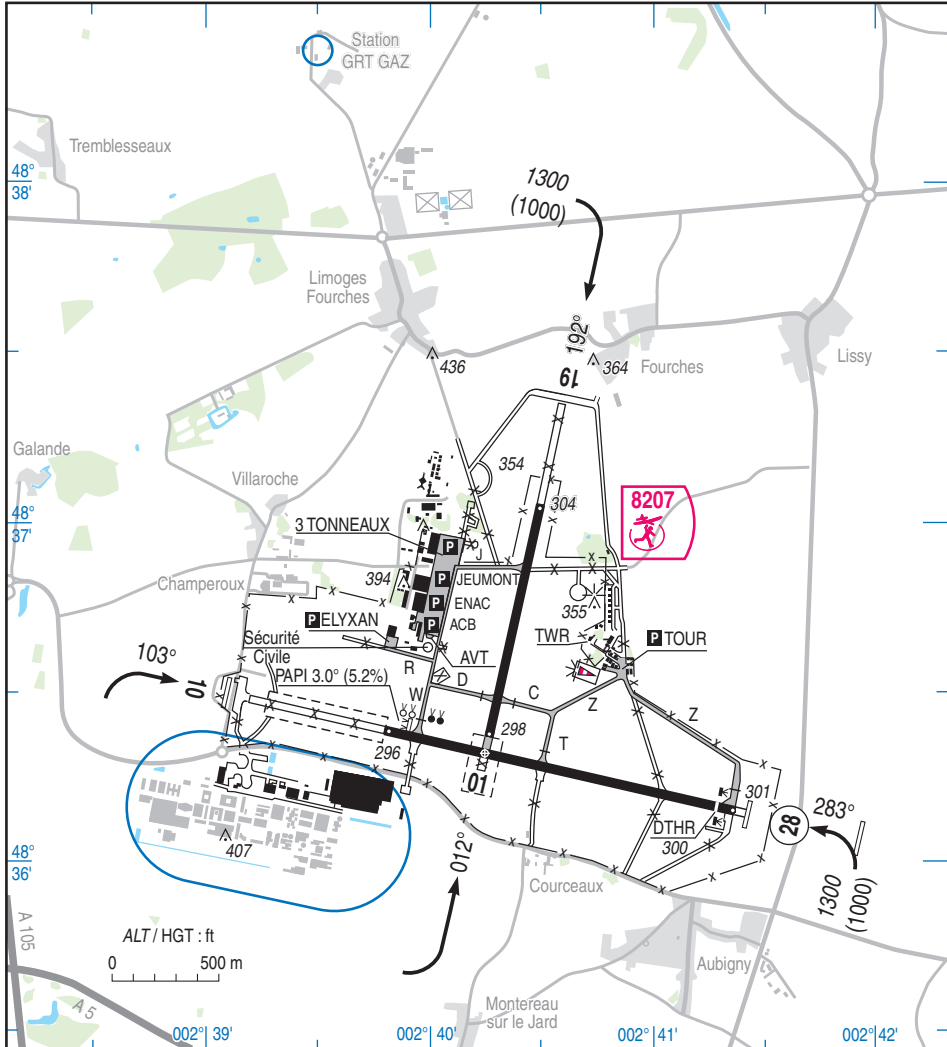 Station
GRT GAZ
Tremblesseaux
48°
38'
1300
(1000)
Limoges
Fourches
192°
19
436
364
Fourches
Lissy
Galande
Villaroche
354
304
8207
48°
37'
3 TONNEAUX
P
J
Champeroux
394
P
JEUMONT
P
ENAC
P
ACB
355
P ELYXAN
TWR
P TOUR
Sécurité
Civile
AVT
R
D
103°
10
PAPI 3.0° (5.2%)
W
C
Z
Z
298
T
296
01
301
DTHR
300
28
283°
1300
(1000)
407
48°
36'
012°
Courceaux
A 105
ALT / HGT : ft
0
500 m
Aubigny
A 5
Montereau
sur le Jard
002° 39'
002° 40'
002° 41'
002° 42'